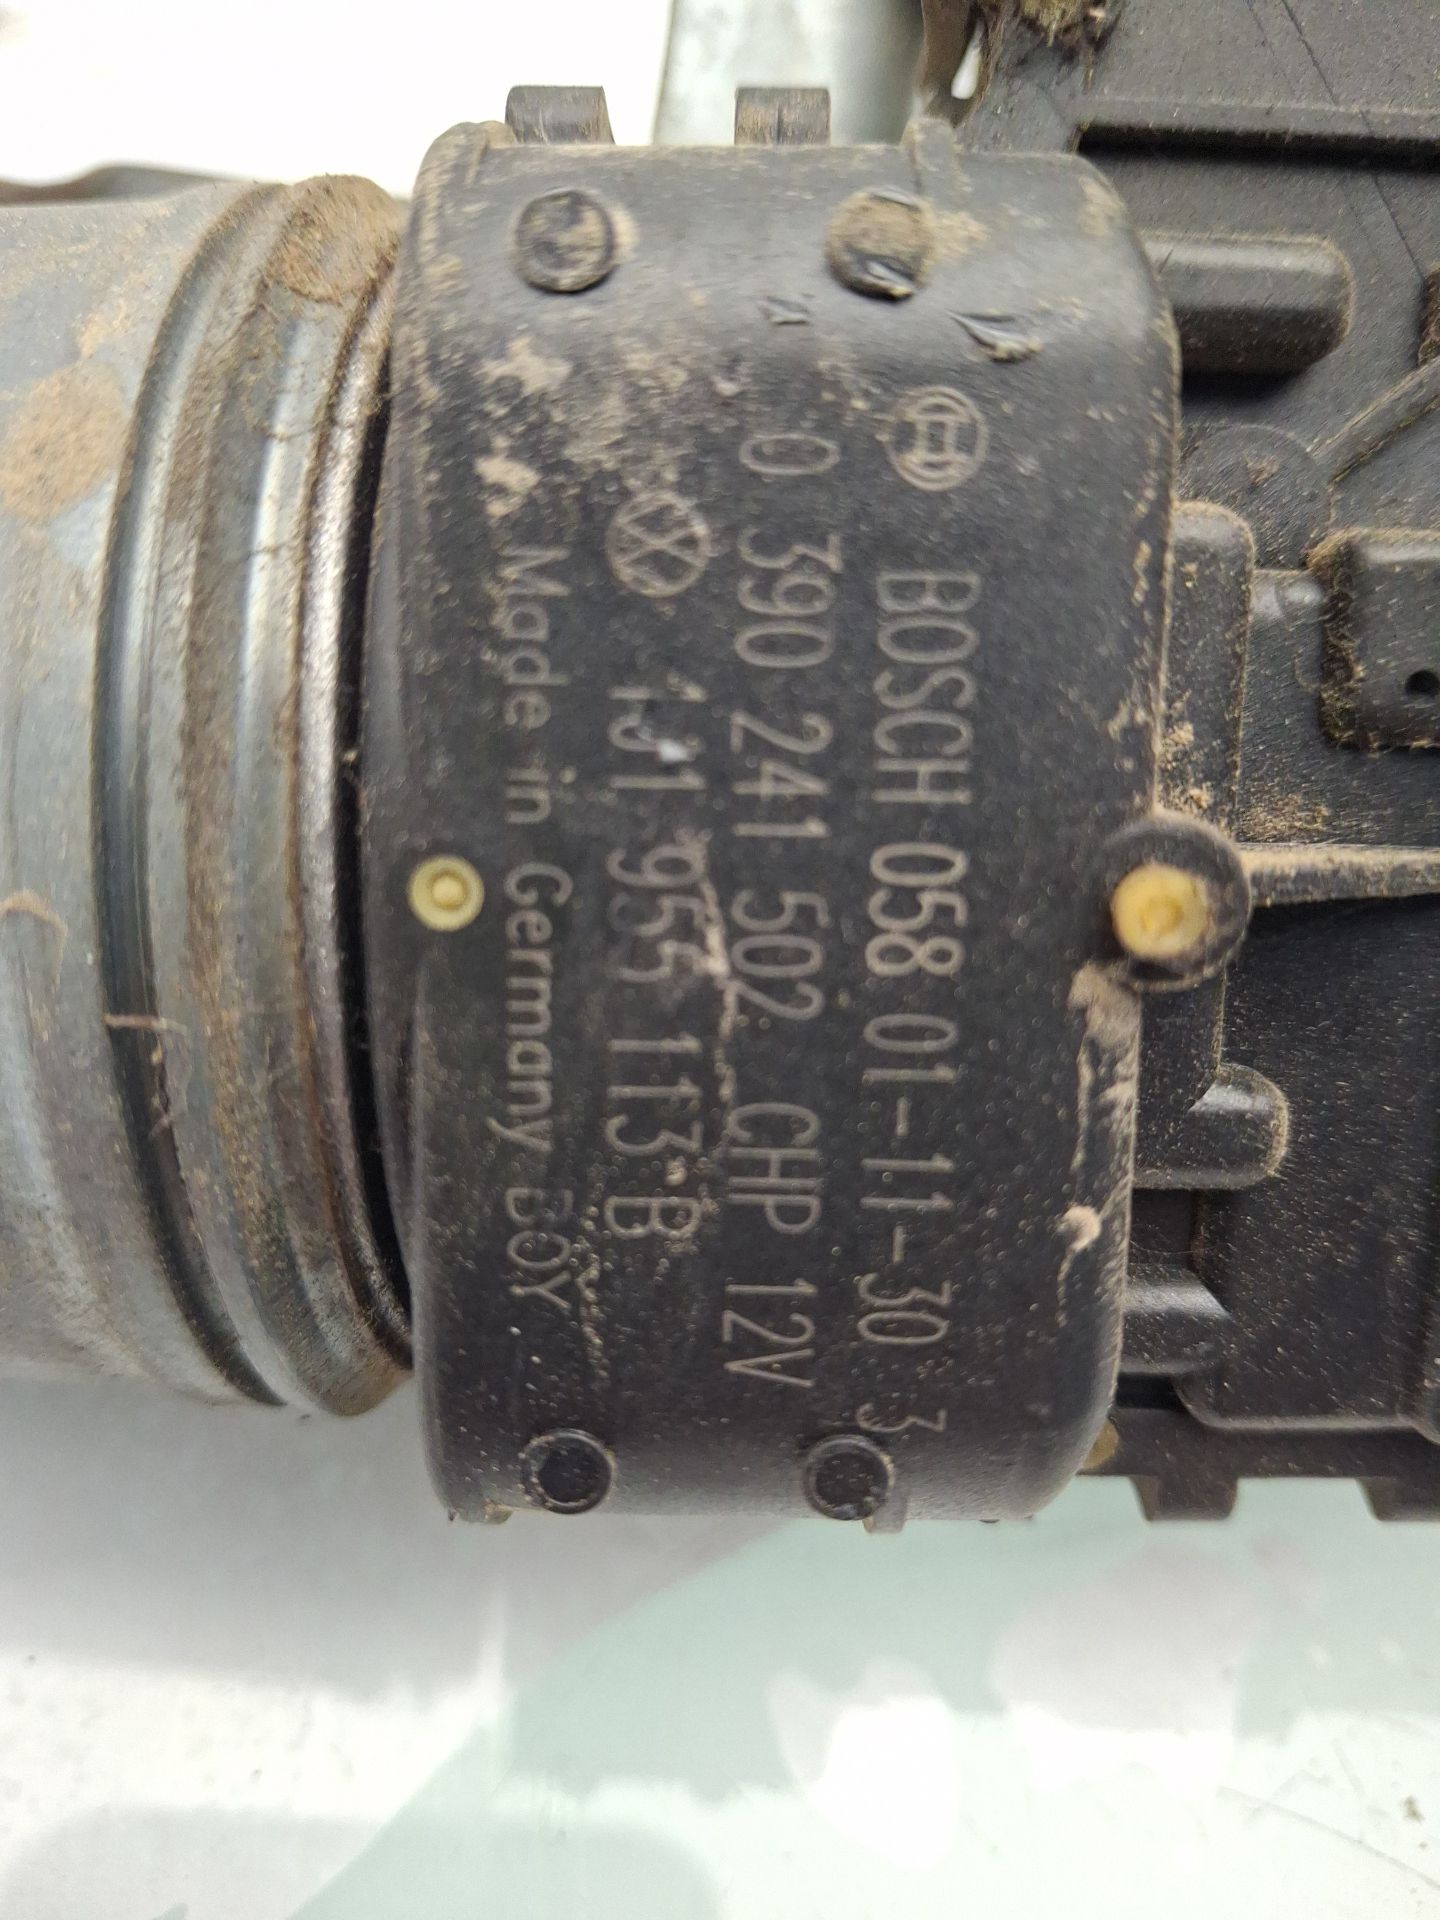 BOSCH 058 01-11-30 3
0 390 241 502 CHP 12V
1J1 955 113 B
Made in Germany BOY